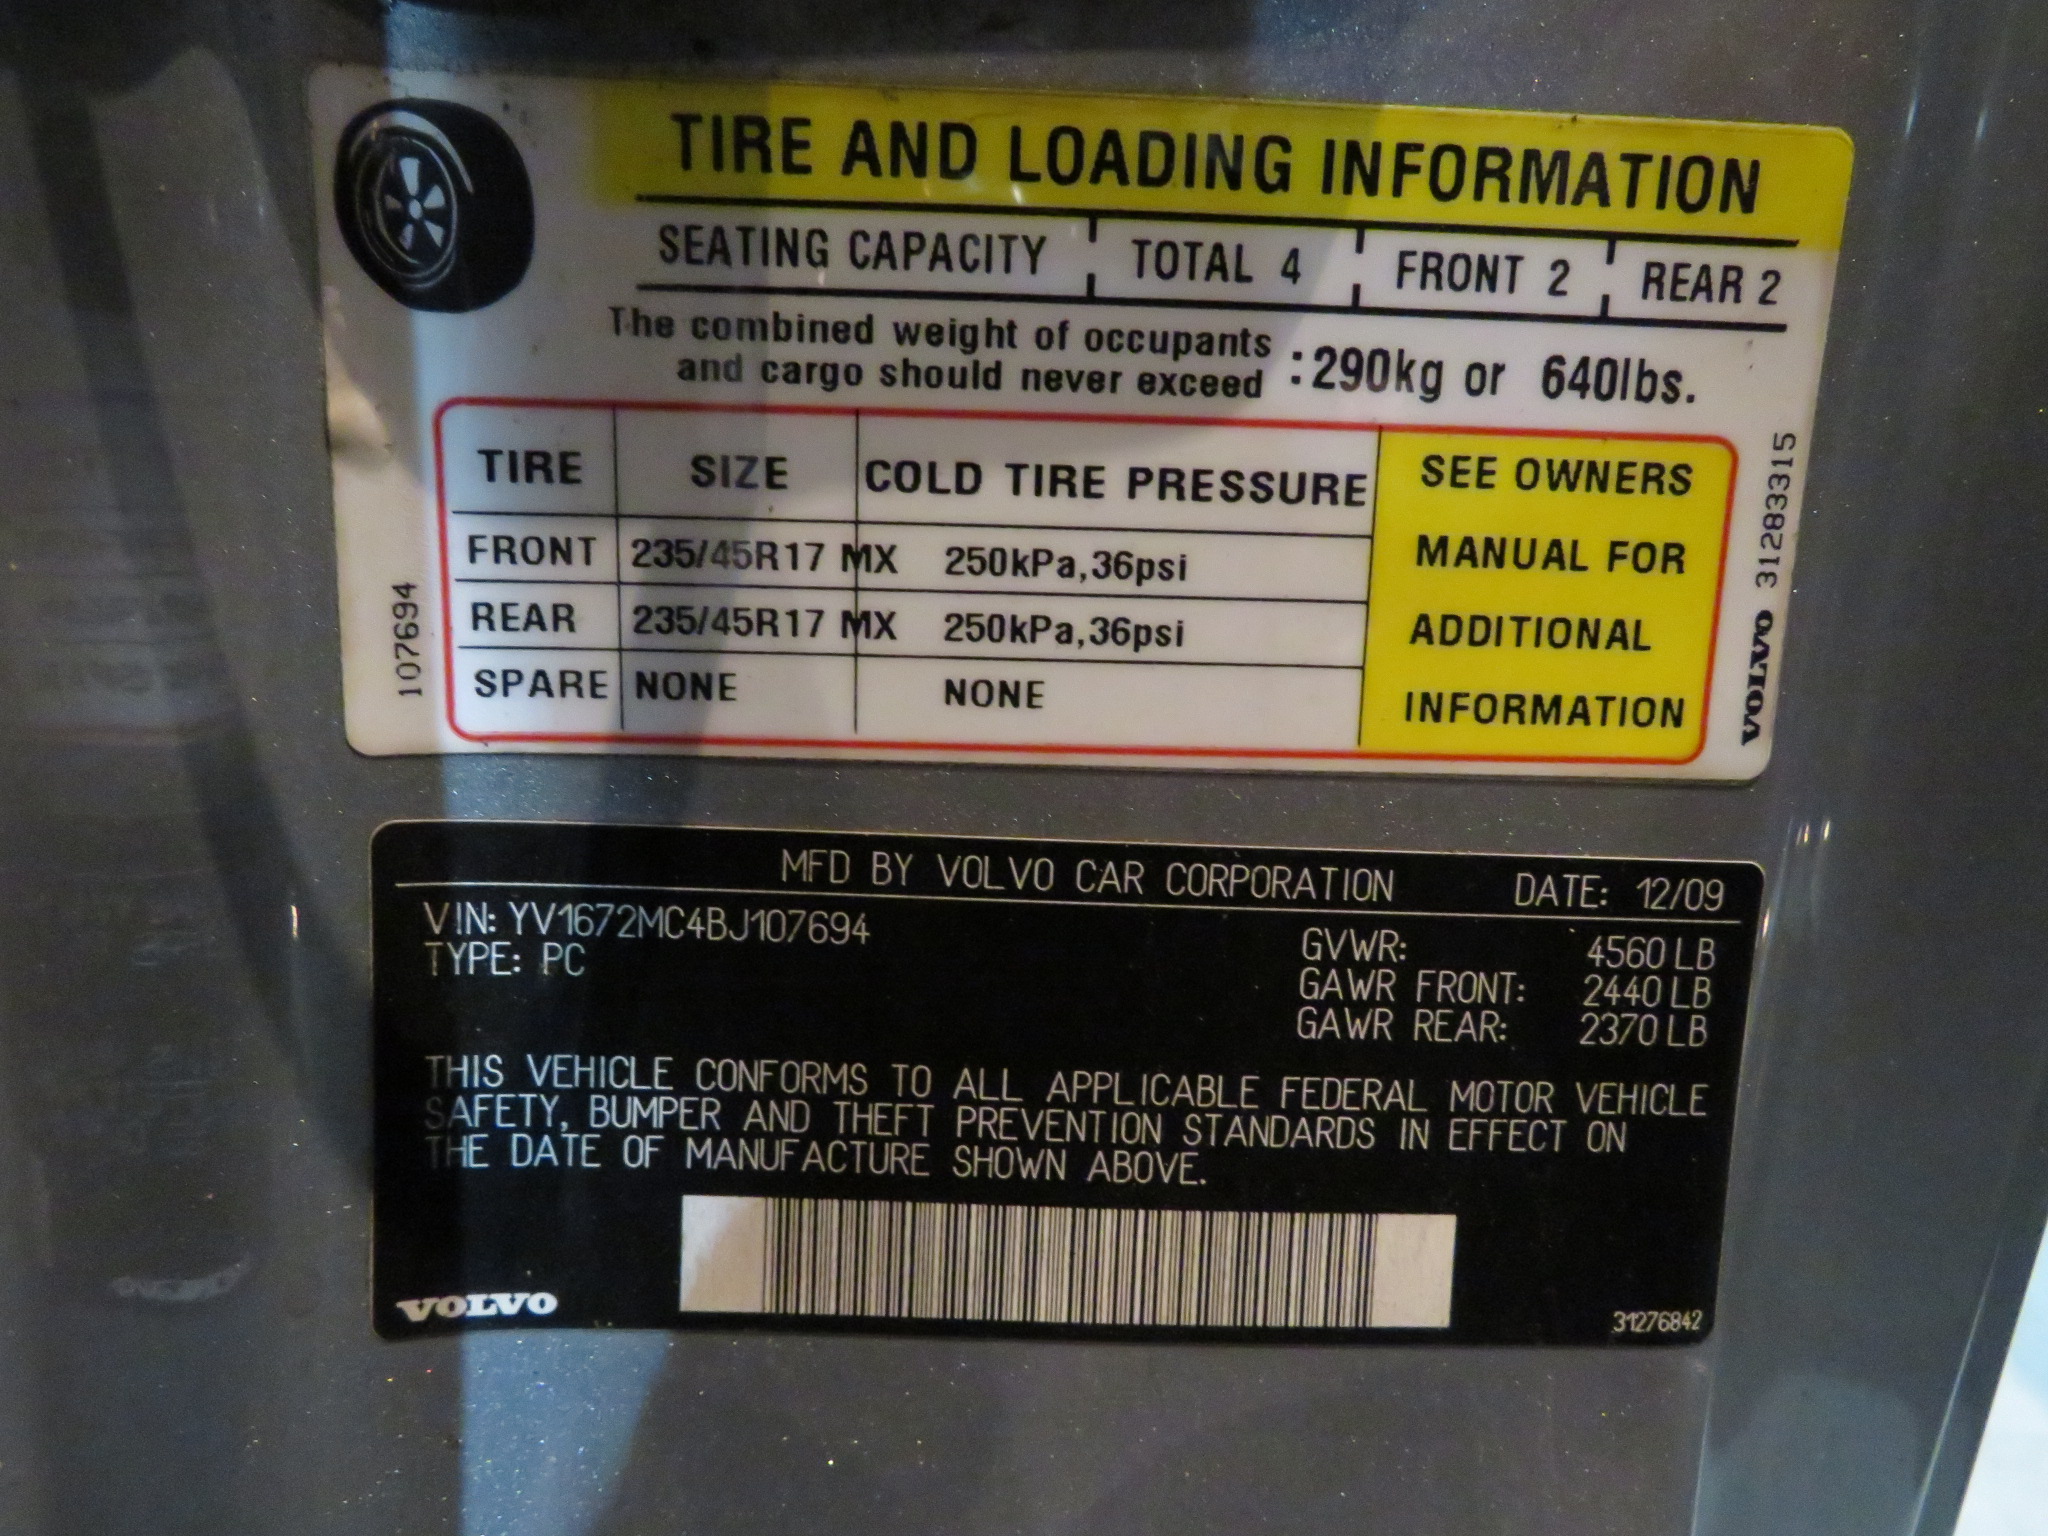 TIRE AND LOADING INFORMATION
SEATING CAPACITY TOTAL 4 FRONT 2 REAR 2
The combined weight of occupants
and cargo should never exceed :290kg or 640lbs.
TIRE SIZE COLD TIRE PRESSURE
FRONT 235/45R17 MX 250kPa,36psi
REAR 235/45R17 MX 250kPa,36psi
SPARE NONE NONE
SEE OWNERS
MANUAL FOR
ADDITIONAL
INFORMATION
107694
VOLVO 31283315
MFD BY VOLVO CAR CORPORATION DATE: 12/09
VIN: YV1672MC4BJ107694
TYPE: PC
GVWR: 4560 LB
GAWR FRONT: 2440 LB
GAWR REAR: 2370 LB
THIS VEHICLE CONFORMS TO ALL APPLICABLE FEDERAL MOTOR VEHICLE
SAFETY, BUMPER AND THEFT PREVENTION STANDARDS IN EFFECT ON
THE DATE OF MANUFACTURE SHOWN ABOVE.
VOLVO
31276842